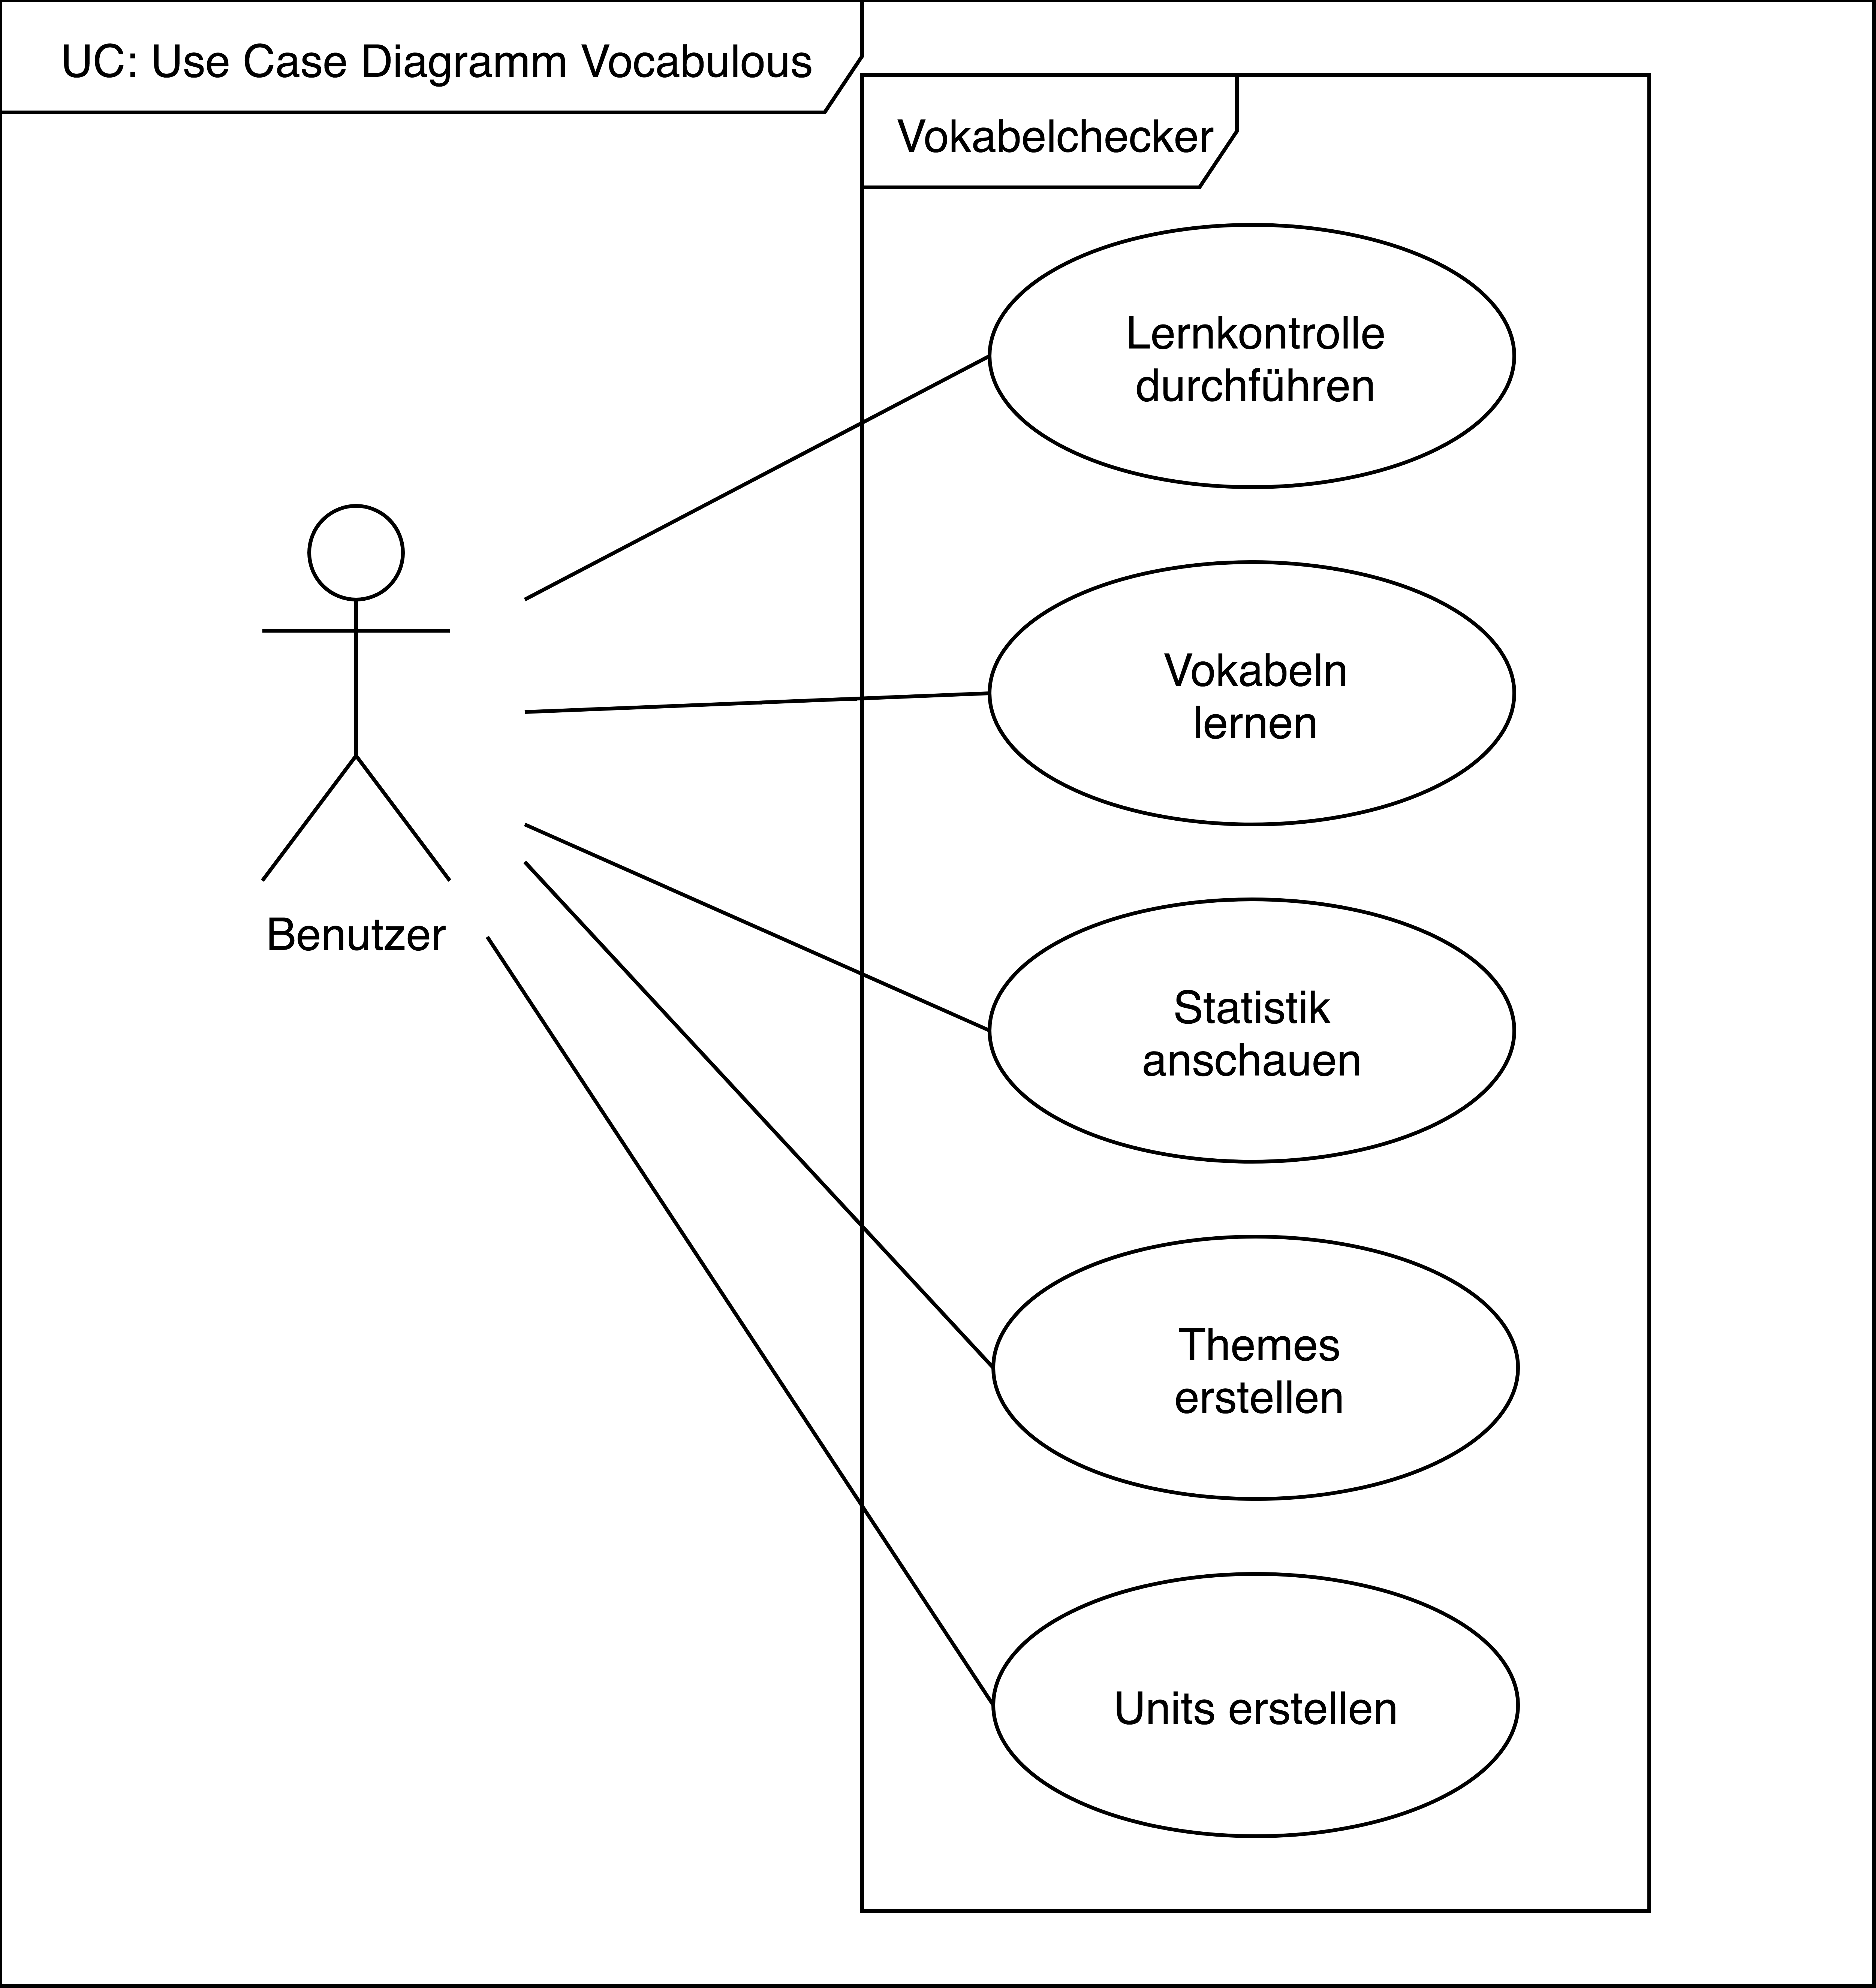 UC: Use Case Diagramm Vocabulous
Vokabelchecker
Lernkontrolle
durchführen
Vokabeln
lernen
Benutzer
Statistik
anschauen
Themes
erstellen
Units erstellen